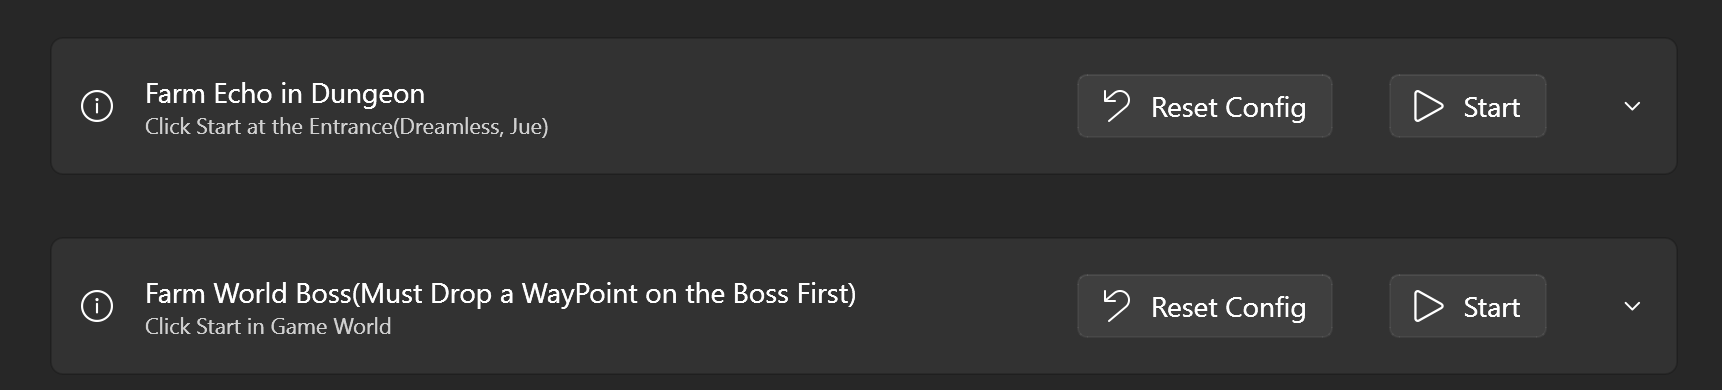 Farm Echo in Dungeon
Click Start at the Entrance(Dreamless, Jue)
Reset Config
Start
Farm World Boss(Must Drop a WayPoint on the Boss First)
Click Start in Game World
Reset Config
Start